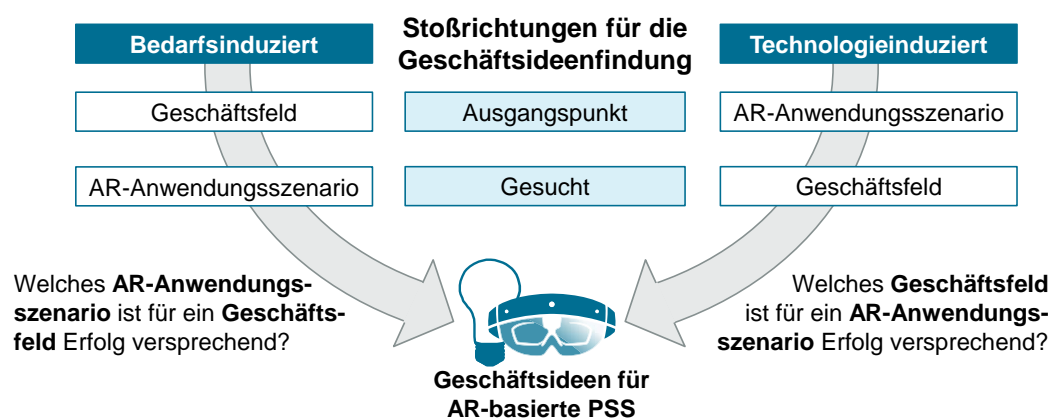 Stoßrichtungen für die
Geschäftsideenfindung
Bedarfsinduziert
Technologieinduziert
Geschäftsfeld
Ausgangspunkt
AR-Anwendungsszenario
AR-Anwendungsszenario
Gesucht
Geschäftsfeld
Welches AR-Anwendungs-
szenario ist für ein Geschäfts-
feld Erfolg versprechend?
Welches Geschäftsfeld
ist für ein AR-Anwendungs-
szenario Erfolg versprechend?
Geschäftsideen für
AR-basierte PSS